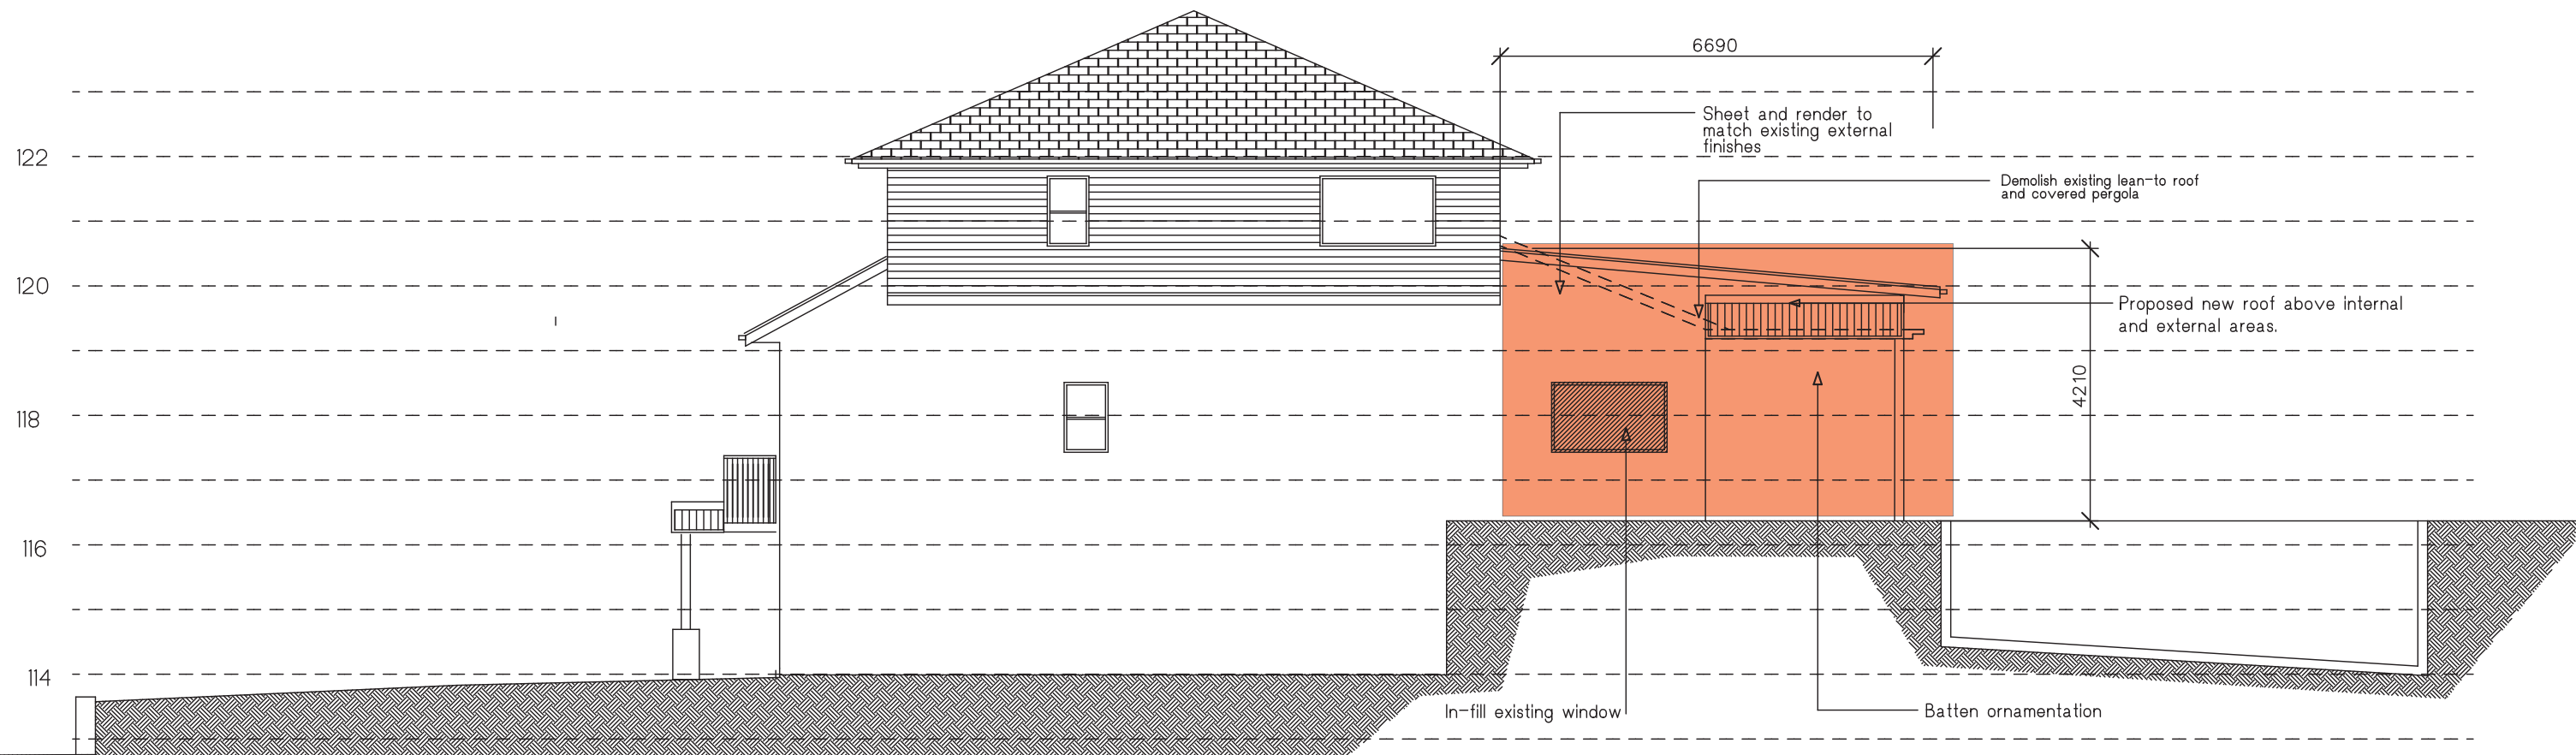 6690
Sheet and render to
match existing external
finishes
122
Demolish existing lean-to roof
and covered pergola
120
Proposed new roof above internal
and external areas.
4210
118
116
114
In-fill existing window
Batten ornamentation